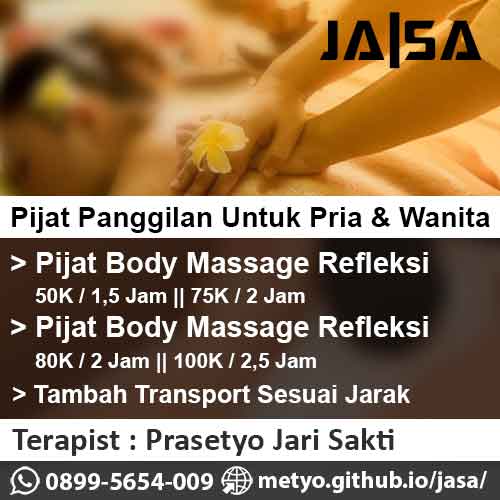 JA|SA
Pijat Panggilan Untuk Pria & Wanita
> Pijat Body Massage Refleksi
50K / 1,5 Jam || 75K / 2 Jam
> Pijat Body Massage Refleksi
80K / 2 Jam || 100K / 2,5 Jam
> Tambah Transport Sesuai Jarak
Terapist : Prasetyo Jari Sakti
0899-5654-009 metyo.github.io/jasa/